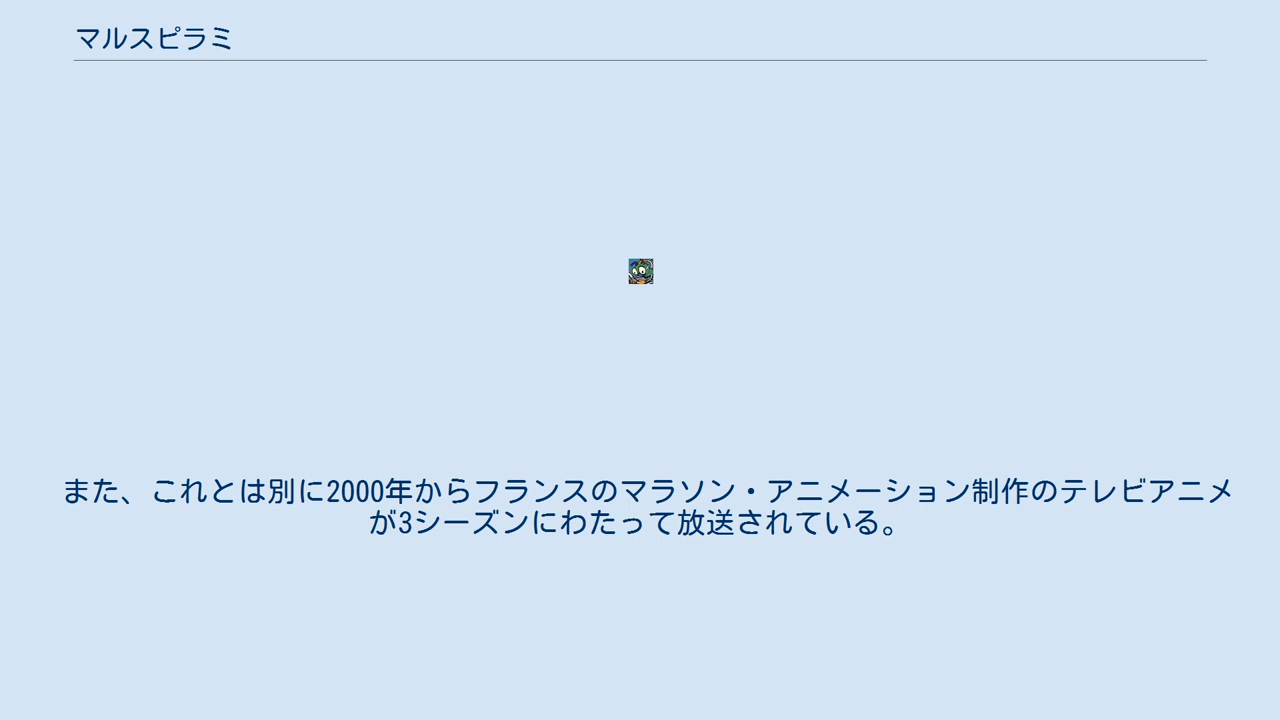 マルスピラミ
また、これとは別に2000年からフランスのマラソン・アニメーション制作のテレビアニメ
が3シーズンにわたって放送されている。